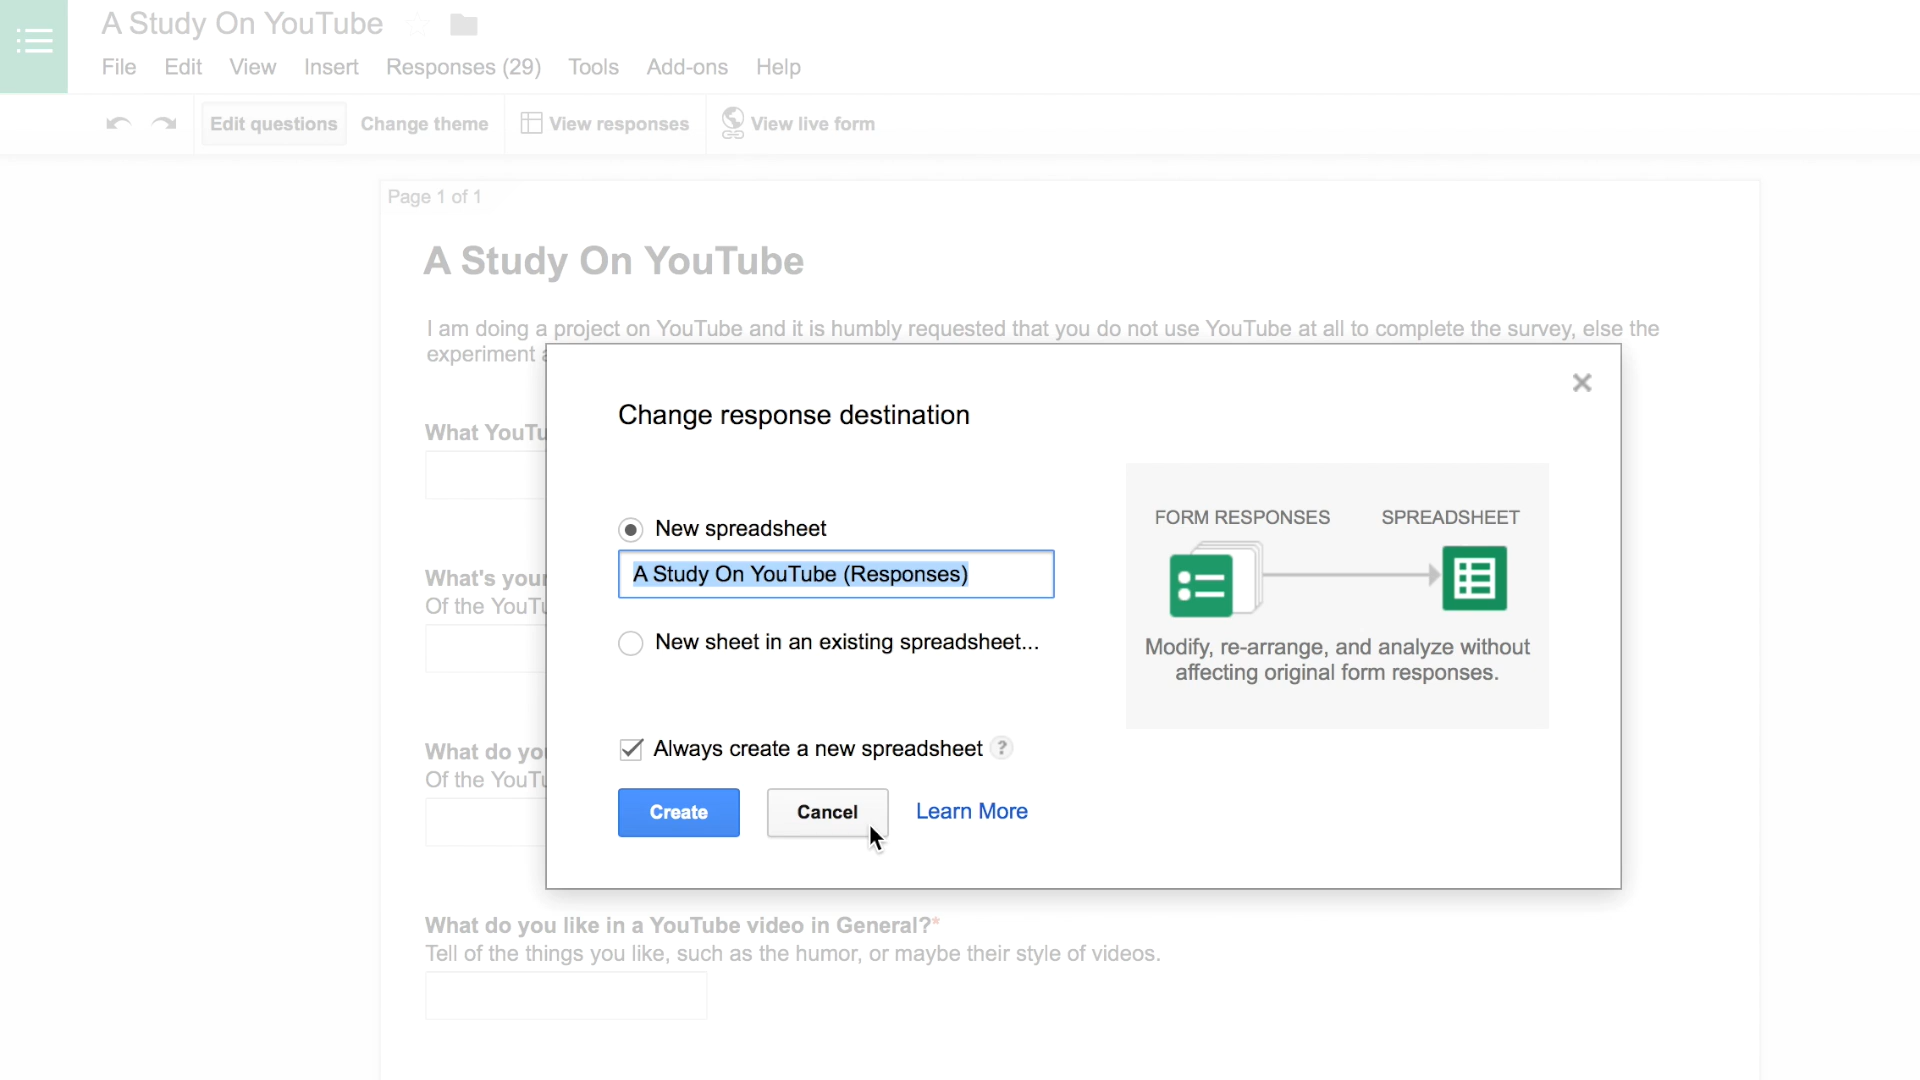 A Study On YouTube
File Edit View Insert Responses (29) Tools Add-ons Help
Edit questions Change theme View responses View live form
Page 1 of 1
A Study On YouTube
I am doing a project on YouTube and it is humbly requested that you do not use YouTube at all to complete the survey, else the
experiment
Change response destination
What YouTu
New spreadsheet
A Study On YouTube (Responses)
FORM RESPONSES SPREADSHEET
What's your
Of the YouTu
New sheet in an existing spreadsheet...
Modify, re-arrange, and analyze without
affecting original form responses.
What do you
Of the YouTu
Always create a new spreadsheet ?
Create Cancel Learn More
What do you like in a YouTube video in General?*
Tell of the things you like, such as the humor, or maybe their style of videos.